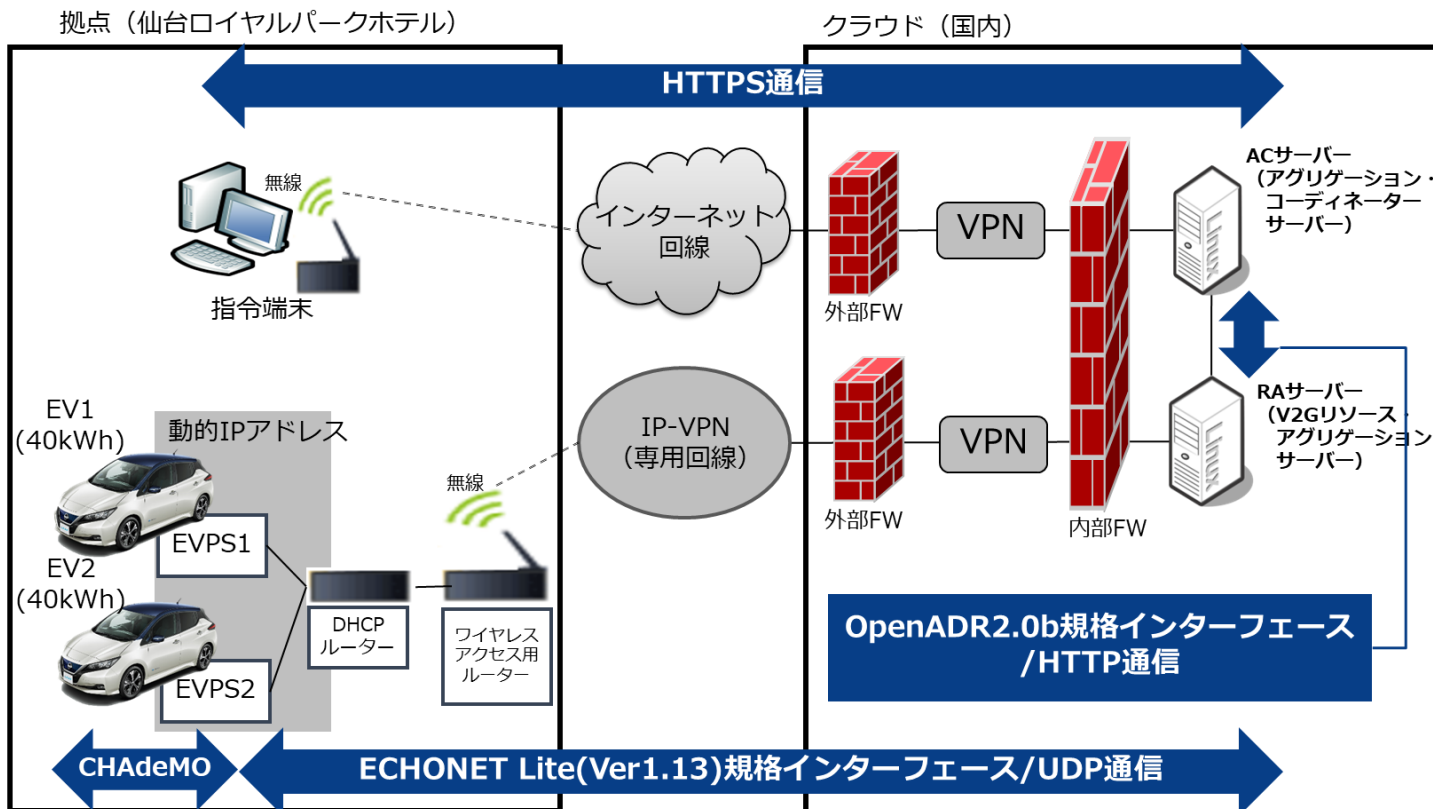 拠点（仙台ロイヤルパークホテル）
クラウド（国内）
HTTPS通信
無線
指令端末
インターネット
回線
外部FW
VPN
Linux
ACサーバー
（アグリゲーション・
コーディネーター
サーバー）
EV1
(40kWh)
動的IPアドレス
EVPS1
EV2
(40kWh)
EVPS2
DHCP
ルーター
無線
ワイヤレス
アクセス用
ルーター
IP-VPN
（専用回線）
外部FW
VPN
内部FW
Linux
RAサーバー
（V2Gリソース・
アグリゲーション
サーバー）
OpenADR2.0b規格インターフェース
/HTTP通信
CHAdeMO
ECHONET Lite(Ver1.13)規格インターフェース/UDP通信